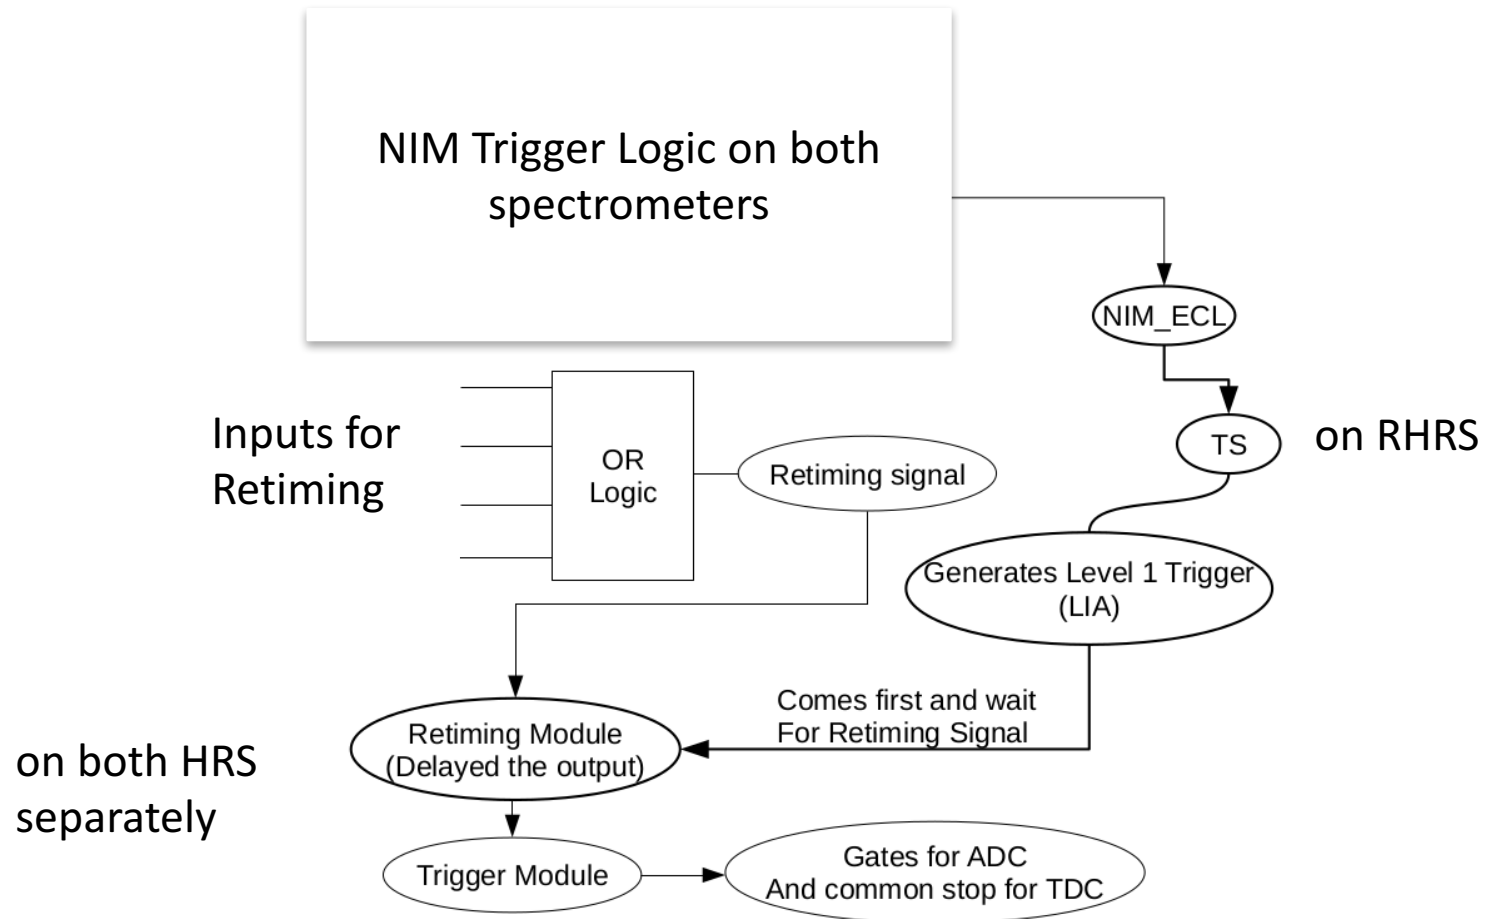 NIM Trigger Logic on both
spectrometers
NIM_ECL
Inputs for
Retiming
OR
Logic
Retiming signal
TS
on RHRS
Generates Level 1 Trigger
(LIA)
Comes first and wait
For Retiming Signal
Retiming Module
(Delayed the output)
on both HRS
separately
Trigger Module
Gates for ADC
And common stop for TDC